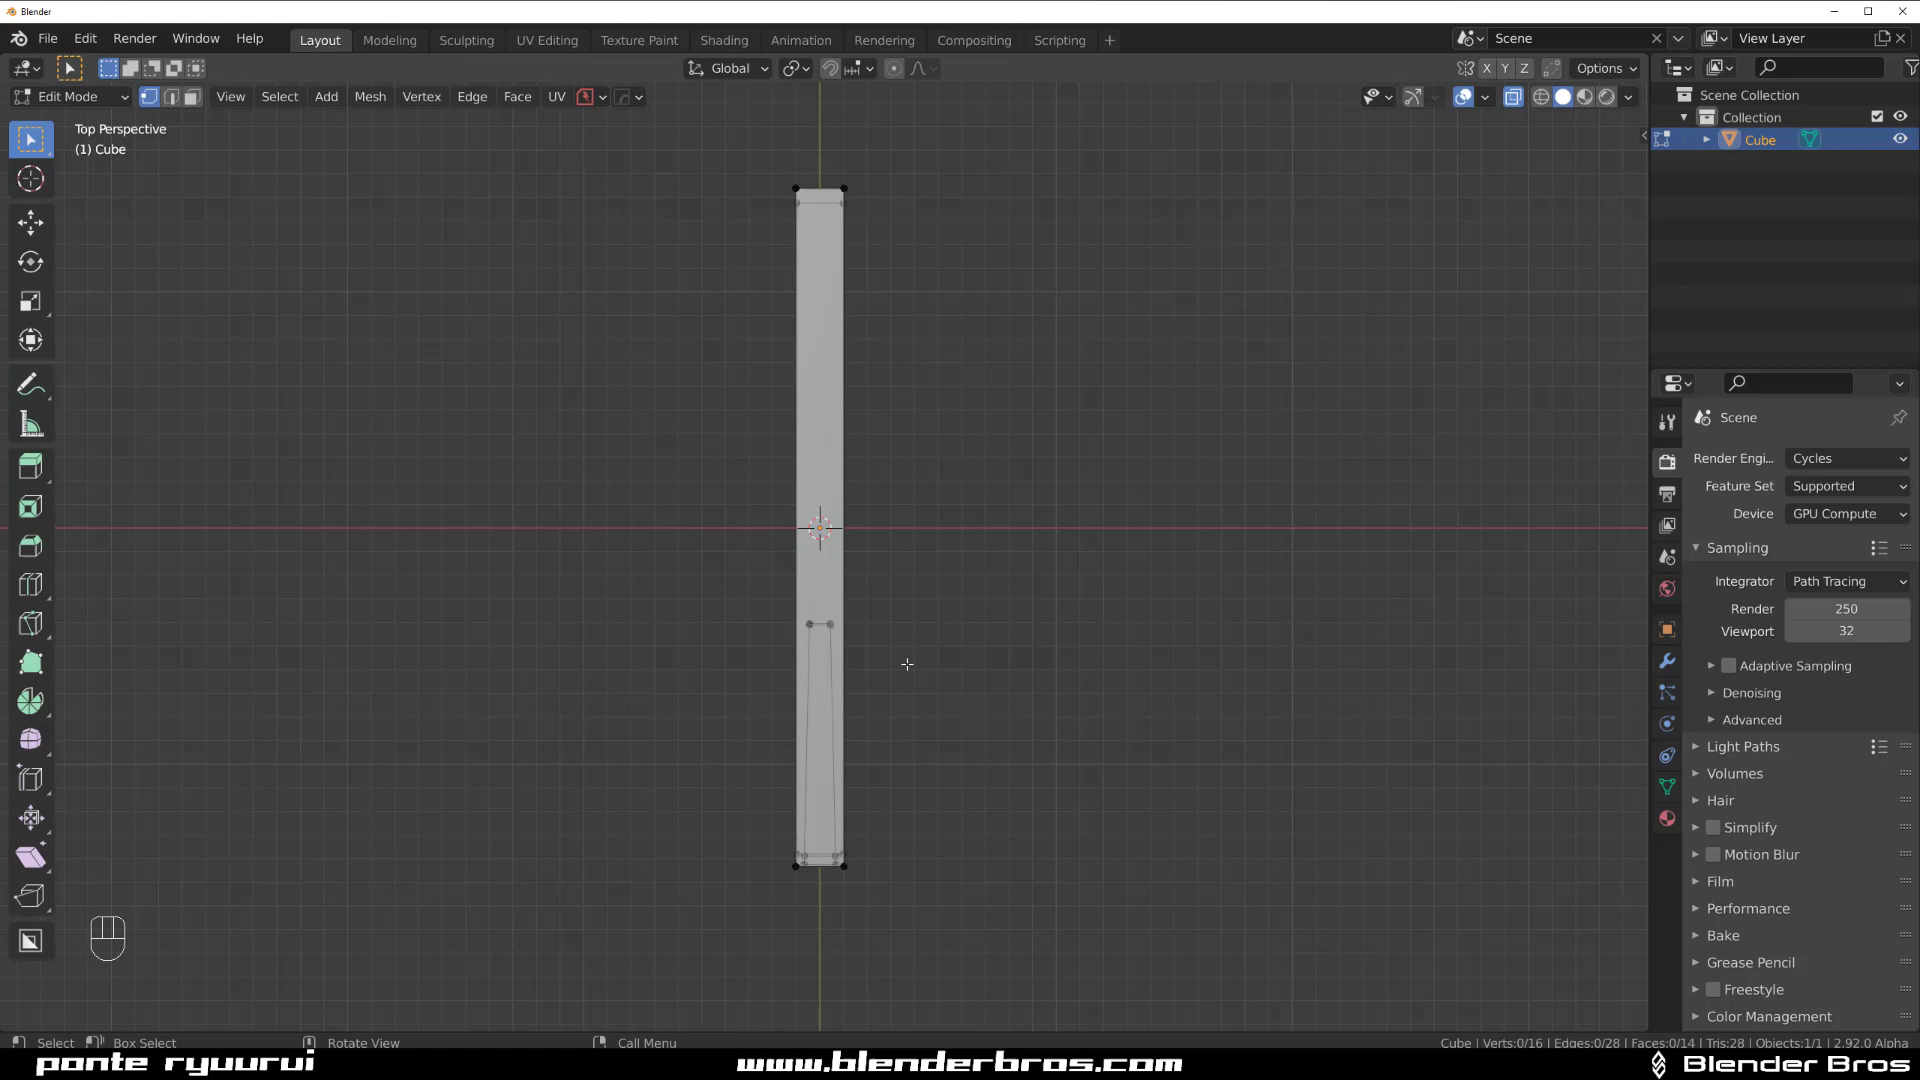 Blender
File Edit Render Window Help Layout Modeling Sculpting UV Editing Texture Paint Shading Animation Rendering Compositing Scripting + Scene View Layer
Global X Y Z Options
Edit Mode View Select Add Mesh Vertex Edge Face UV
Top Perspective
(1) Cube
Scene Collection
Collection
Cube
Scene
Render Engi... Cycles
Feature Set Supported
Device GPU Compute
Sampling
Integrator Path Tracing
Render 250
Viewport 32
Adaptive Sampling
Denoising
Advanced
Light Paths
Volumes
Hair
Simplify
Motion Blur
Film
Performance
Bake
Grease Pencil
Freestyle
Color Management
Select Box Select Rotate View Call Menu Cube | Verts:0/16 | Edges:0/28 | Faces:0/14 | Tris:28 | Objects:1/1 | 2.92.0 Alpha
ponte ryuurui www.blenderbros.com Blender Bros